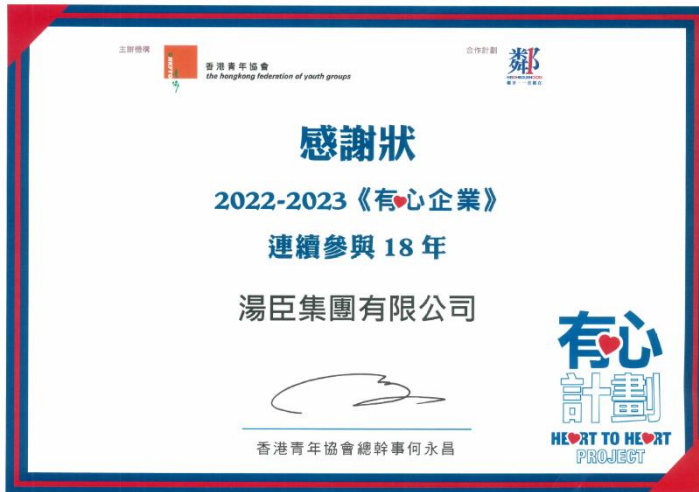 主辦機構
香港青年協會
the hongkong federation of youth groups
合作計劃
鄰
NEIGHBOURHOOD
感謝狀
2022-2023《有心企業》
連續參與 18 年
湯臣集團有限公司
有心
計劃
HEART TO HEART
PROJECT
香港青年協會總幹事何永昌